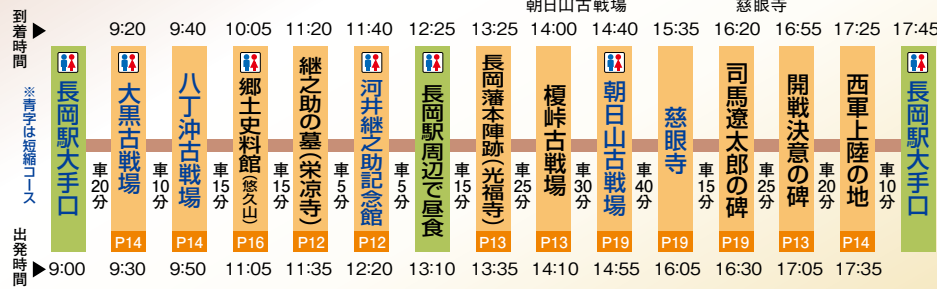 朝日山古戦場 慈眼寺
到着時間▶ 9:20 9:40 10:05 11:20 11:40 12:25 13:25 14:00 14:40 15:35 16:20 16:55 17:25 17:45
※青字は短縮コース
長岡駅大手口
車20分
大黒古戦場
P14
車10分
八丁沖古戦場
P14
車15分
郷土史料館(悠久山)
P16
車15分
継之助の墓(栄凉寺)
P12
車5分
河井継之助記念館
P12
車5分
長岡駅周辺で昼食
車15分
長岡藩本陣跡(光福寺)
P13
車25分
榎峠古戦場
P13
車30分
朝日山古戦場
P19
車40分
慈眼寺
P19
車15分
司馬遼太郎の碑
P19
車25分
開戦決意の碑
P13
車20分
西軍上陸の地
P14
車10分
長岡駅大手口
出発時間▶9:00 9:30 9:50 11:05 11:35 12:20 13:10 13:35 14:10 14:55 16:05 16:30 17:05 17:35